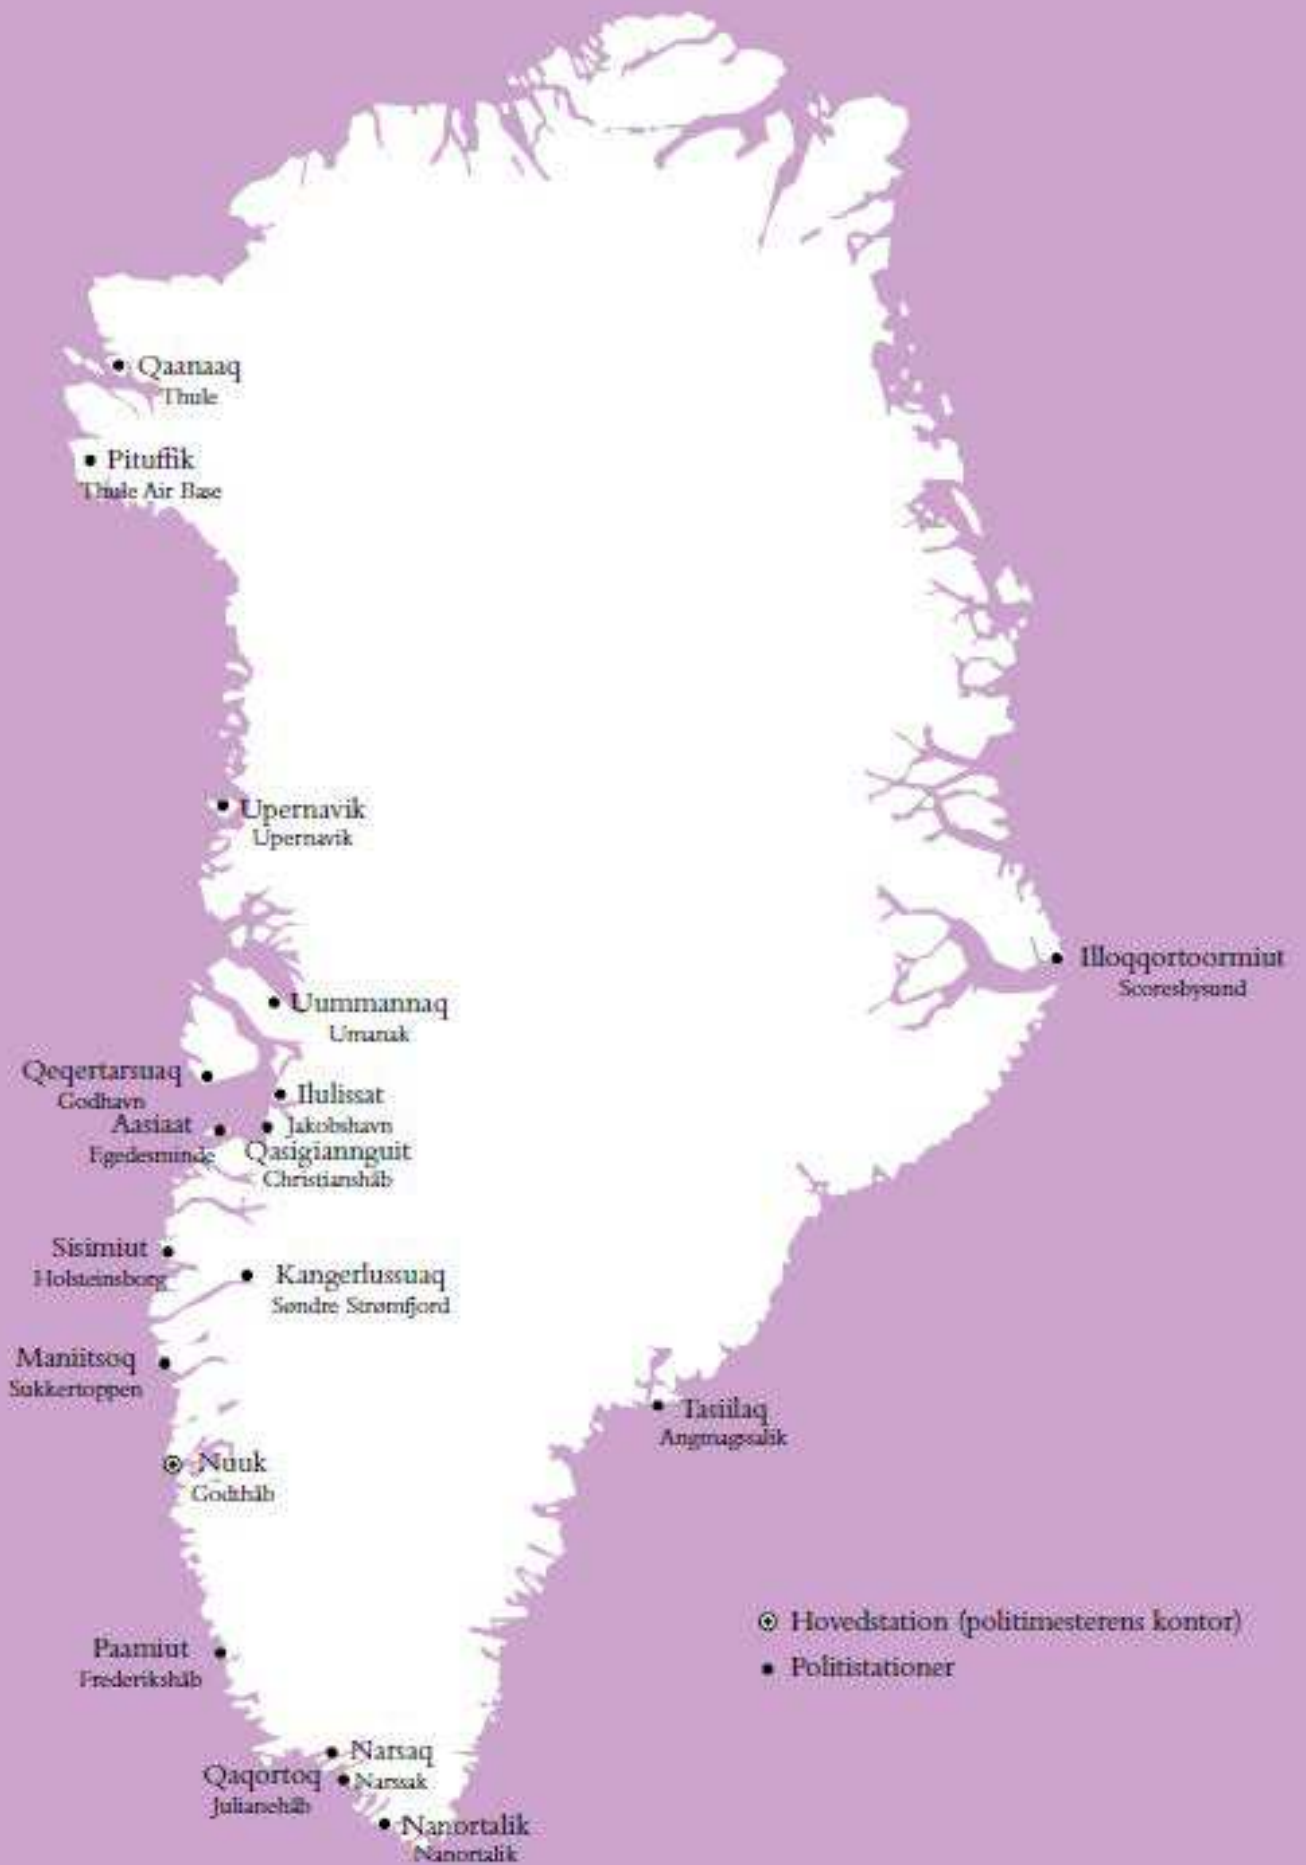 Qaanaaq
Thule
Pituffik
Thule Air Base
Upernavik
Upernavik
Illoqqortoormiut
Scoresbysund
Uummannaq
Umanak
Qeqertarsuaq
Godhavn
Ilulissat
Jakobshavn
Aasiaat
Egedesminde
Qasigiannguit
Christianshåb
Sisimiut
Holsteinsborg
Kangerlussuaq
Søndre Strømfjord
Maniitsoq
Sukkertoppen
Tasiilaq
Angmagssalik
Nuuk
Godthåb
Hovedstation (politimesterens kontor)
Politistationer
Paamiut
Frederikshåb
Narsaq
Narssak
Qaqortoq
Julianehåb
Nanortalik
Nanortalik